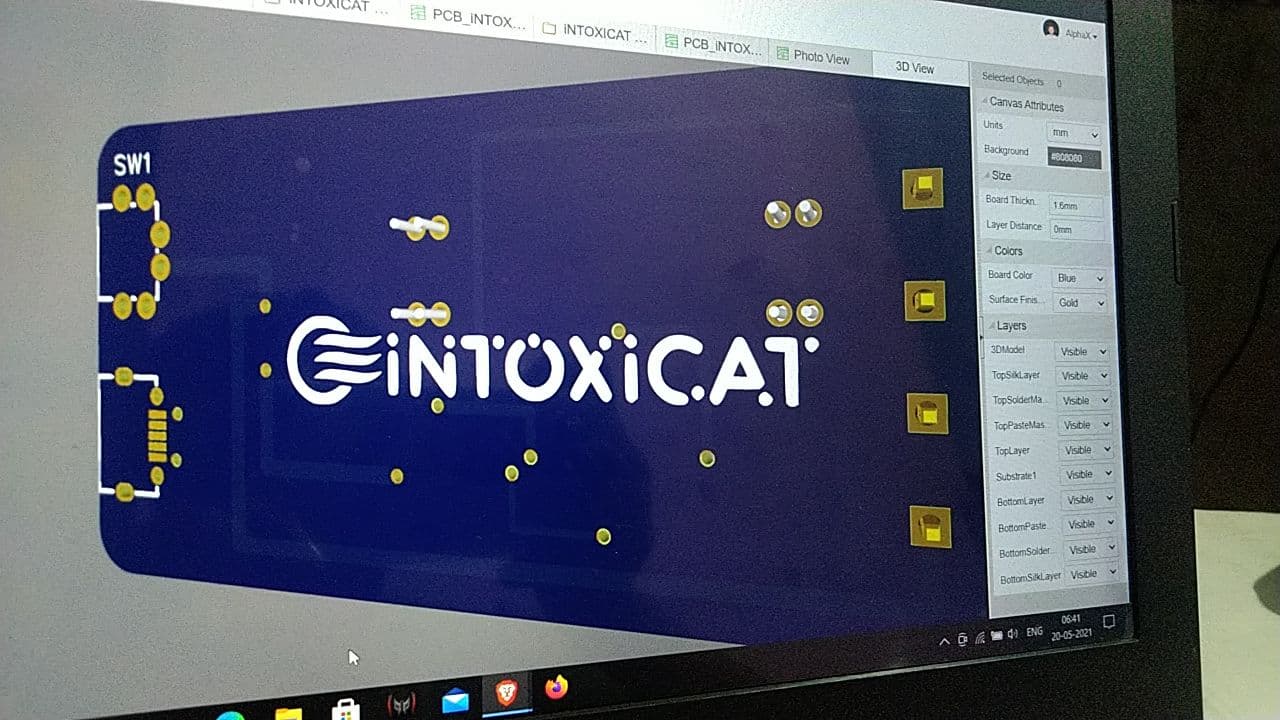 INTOXICAT ...
PCB_iNTOX...
iNTOXICAT ...
PCB_iNTOX...
Photo View
3D View
AlphaX
Selected Objects 0
Canvas Attributes
Units mm
Background #808080
Size
Board Thickn.. 1.6mm
Layer Distance 0mm
Colors
Board Color Blue
Surface Finis... Gold
Layers
3DModel Visible
TopSilkLayer Visible
TopSolderMa... Visible
TopPasteMas... Visible
TopLayer Visible
Substrate1 Visible
BottomLayer Visible
BottomPaste... Visible
BottomSolder... Visible
BottomSilkLayer Visible
SW1
iNTOXiCAT
ENG
06:41
20-05-2021